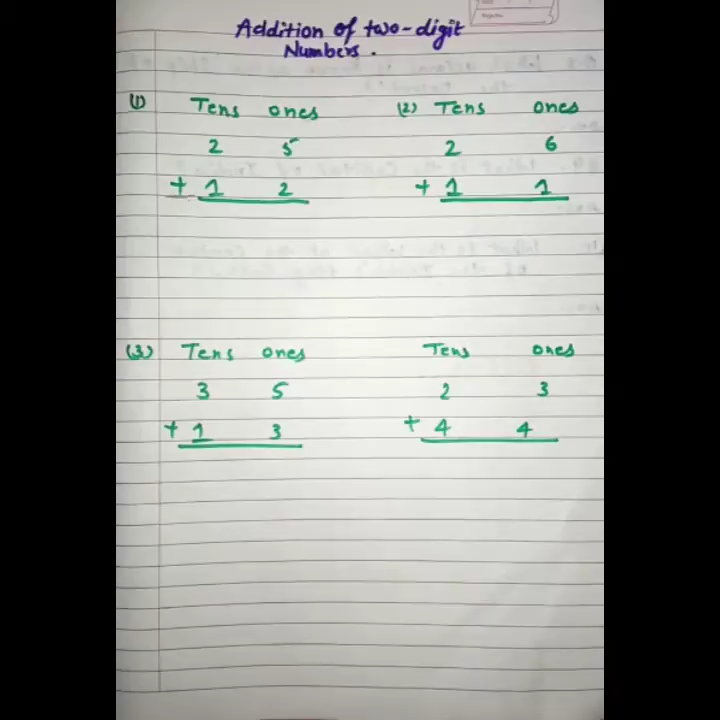 Addition of two-digit
Numbers.
(1) Tens ones (2) Tens ones
2 5 2 6
+ 1 2 + 1 1
(3) Tens ones Tens ones
3 5 2 3
+ 1 3 + 4 4